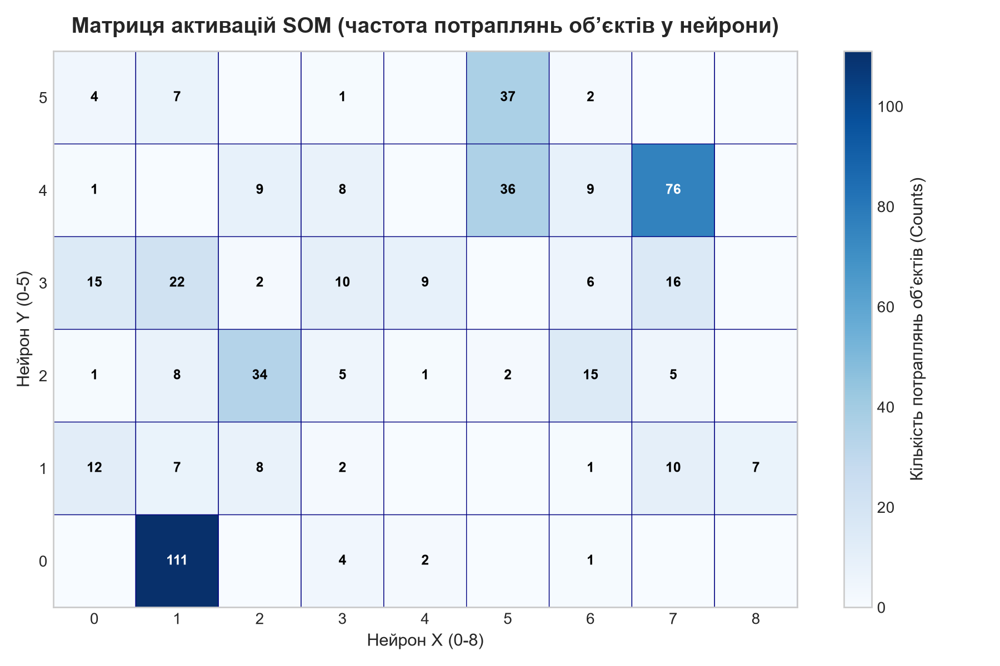 Матриця активацій SOM (частота потраплянь об’єктів у нейрони)
5 4 7 1 37 2
4 1 9 8 36 9 76
3 15 22 2 10 9 6 16
2 1 8 34 5 1 2 15 5
1 12 7 8 2 1 10 7
0 111 4 2 1
0 1 2 3 4 5 6 7 8
Нейрон X (0-8)
Нейрон Y (0-5)
100
80
60
40
20
0
Кількість потраплянь об’єктів (Counts)